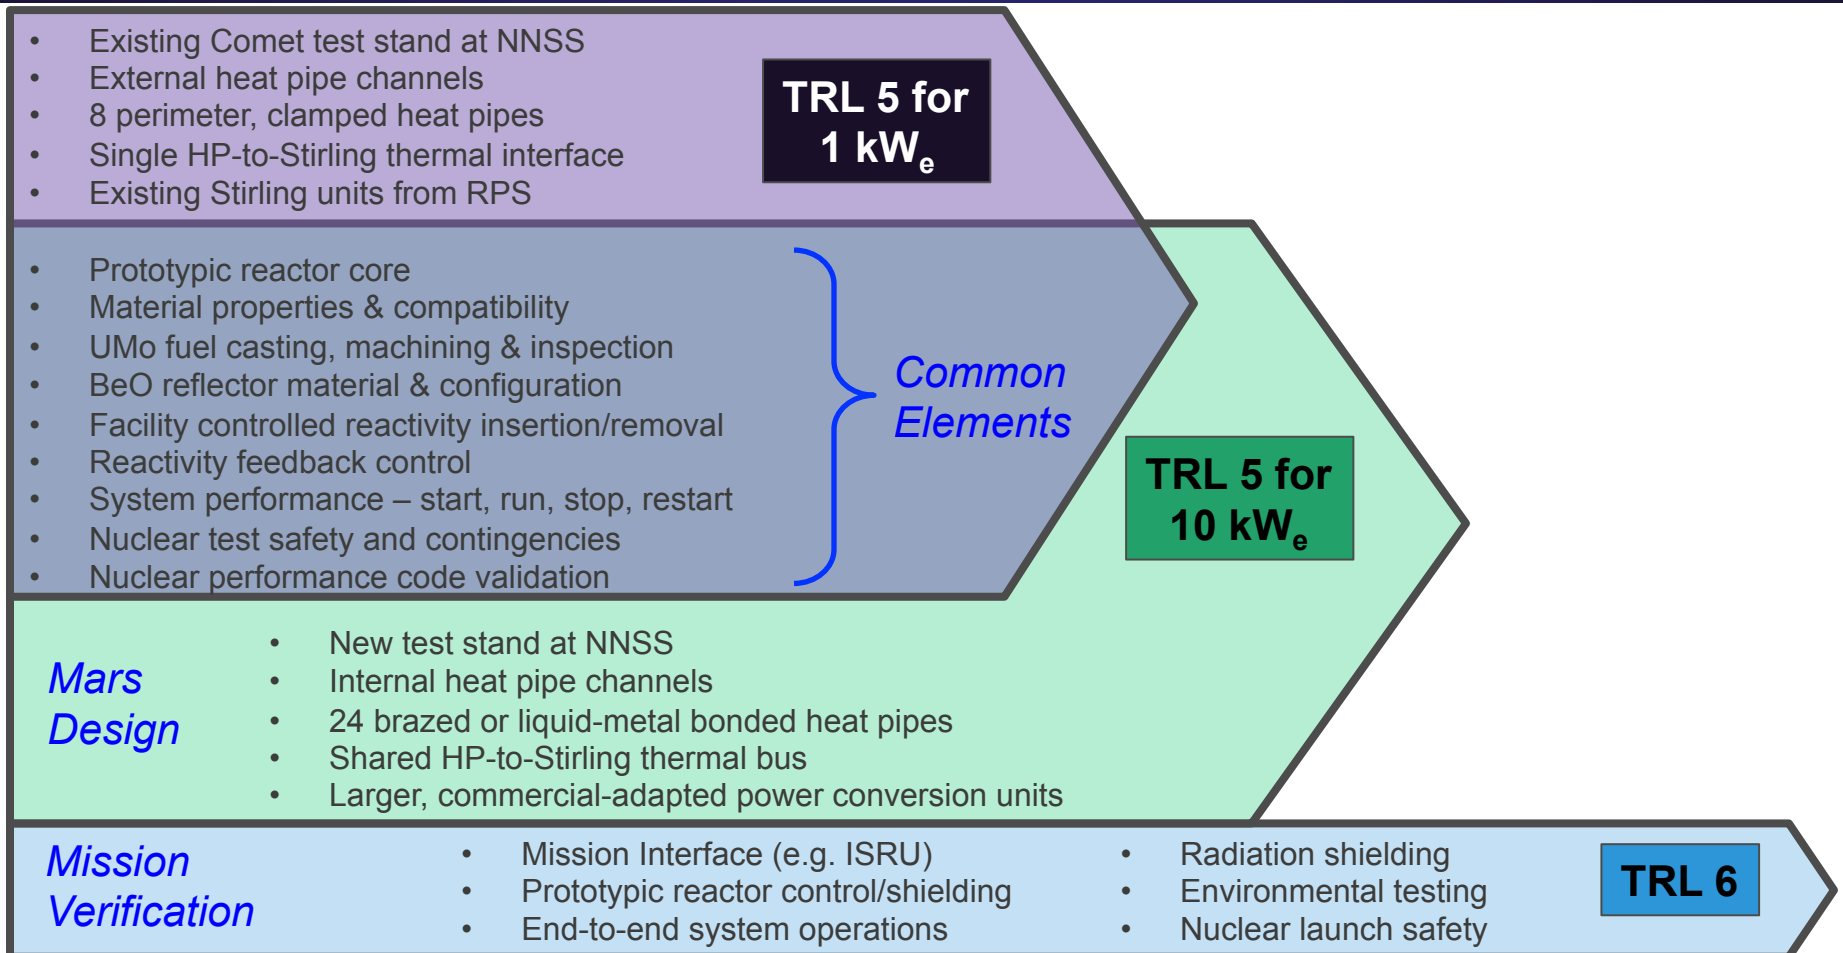 • Existing Comet test stand at NNSS
• External heat pipe channels
• 8 perimeter, clamped heat pipes
• Single HP-to-Stirling thermal interface
• Existing Stirling units from RPS
TRL 5 for
1 kWe
• Prototypic reactor core
• Material properties & compatibility
• UMo fuel casting, machining & inspection
• BeO reflector material & configuration
• Facility controlled reactivity insertion/removal
• Reactivity feedback control
• System performance – start, run, stop, restart
• Nuclear test safety and contingencies
• Nuclear performance code validation
Common
Elements
TRL 5 for
10 kWe
Mars
Design
• New test stand at NNSS
• Internal heat pipe channels
• 24 brazed or liquid-metal bonded heat pipes
• Shared HP-to-Stirling thermal bus
• Larger, commercial-adapted power conversion units
Mission
Verification
• Mission Interface (e.g. ISRU)
• Prototypic reactor control/shielding
• End-to-end system operations
• Radiation shielding
• Environmental testing
• Nuclear launch safety
TRL 6